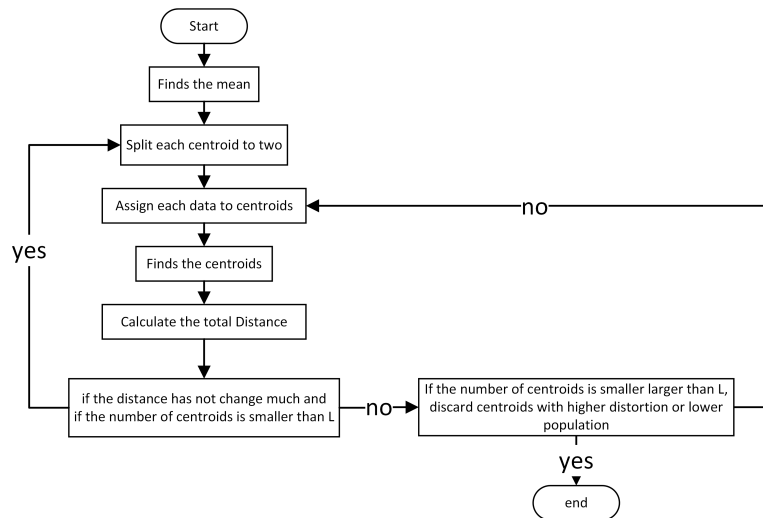 Start
Finds the mean
Split each centroid to two
Assign each data to centroids
no
yes
Finds the centroids
Calculate the total Distance
if the distance has not change much and
if the number of centroids is smaller than L
no
If the number of centroids is smaller larger than L,
discard centroids with higher distortion or lower
population
yes
end